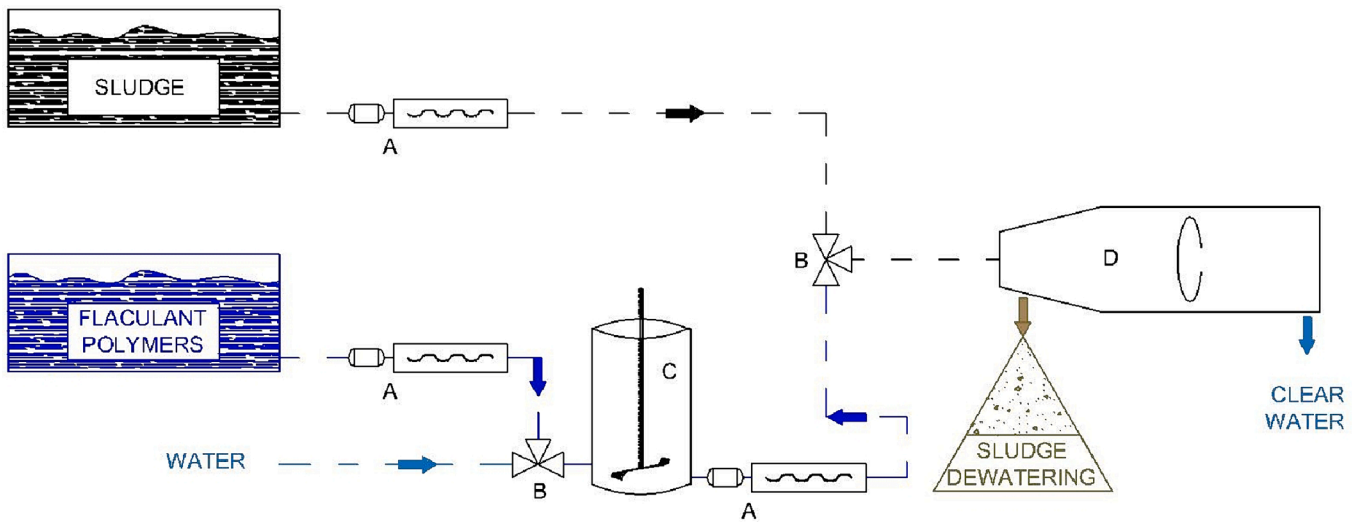 SLUDGE
A
B
D
FLACULANT
POLYMERS
A
C
CLEAR
WATER
WATER
B
A
SLUDGE
DEWATERING